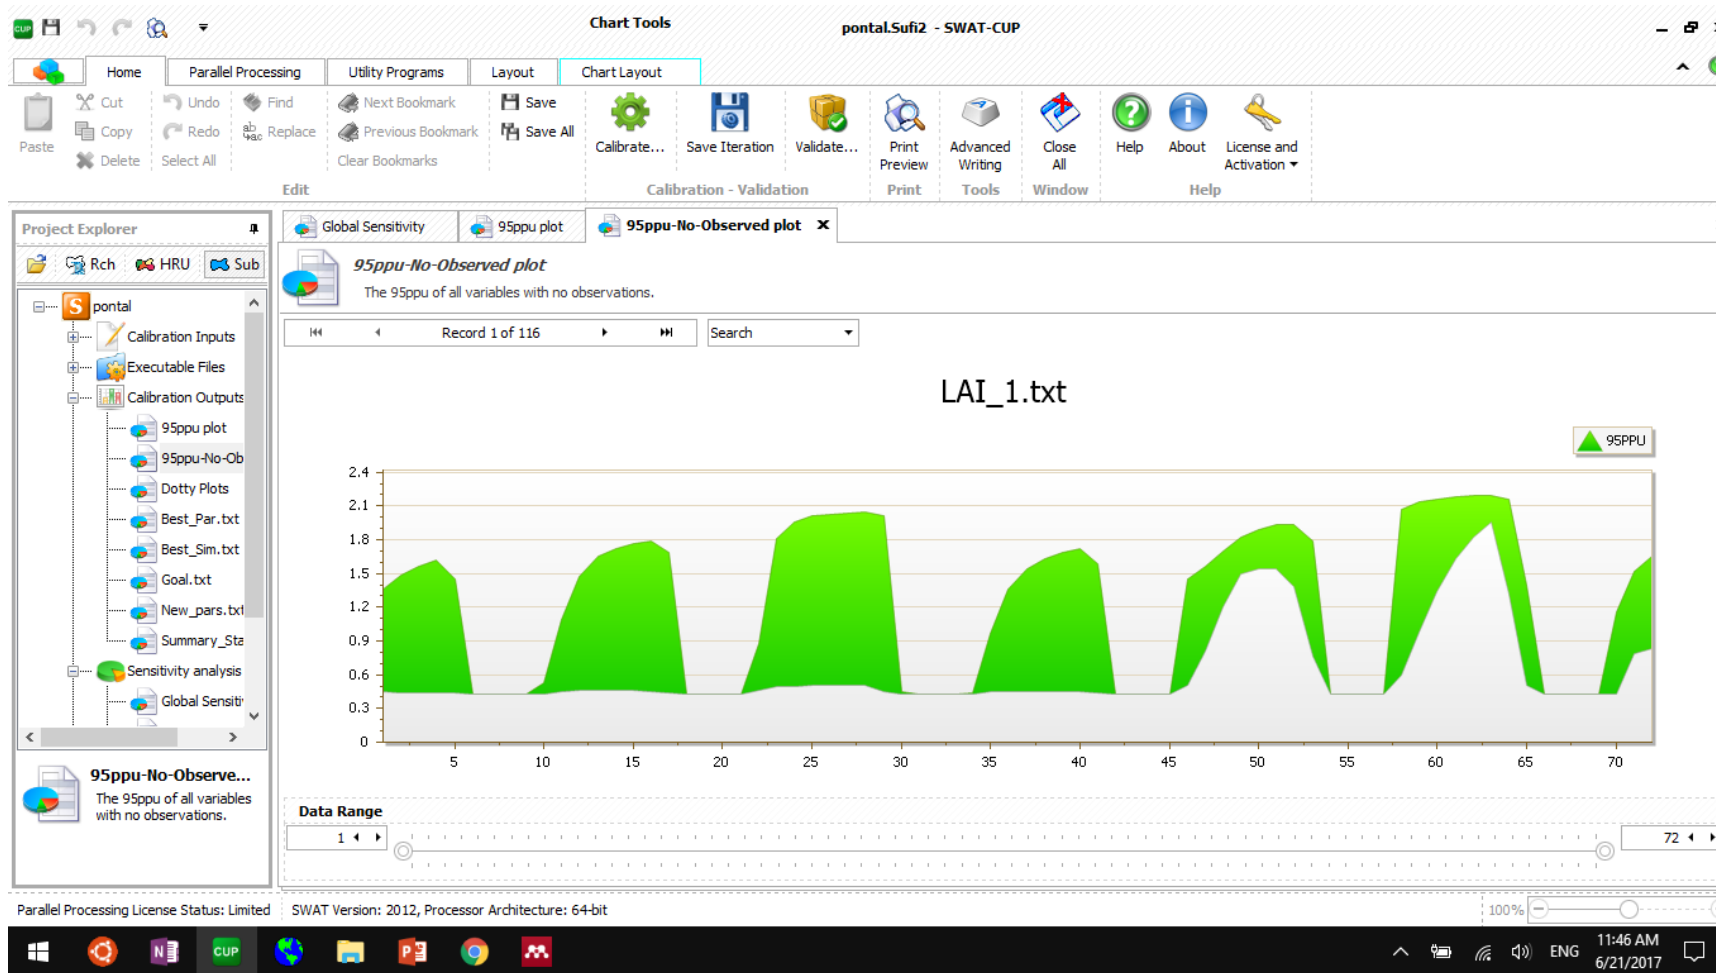 Chart Tools
pontal.Sufi2 - SWAT-CUP
CUP
Home Parallel Processing Utility Programs Layout Chart Layout
Paste
Cut
Copy
Delete
Undo
Redo
Select All
Find
Replace
Next Bookmark
Previous Bookmark
Clear Bookmarks
Edit
Save
Save All
Calibrate...
Save Iteration
Validate...
Calibration - Validation
Print Preview
Print
Advanced Writing
Tools
Close All
Window
Help
About
License and Activation
Help
Project Explorer
Rch HRU Sub
pontal
Calibration Inputs
Executable Files
Calibration Outputs
95ppu plot
95ppu-No-Ob
Dotty Plots
Best_Par.txt
Best_Sim.txt
Goal.txt
New_pars.txt
Summary_Sta
Sensitivity analysis
Global Sensiti
95ppu-No-Observe...
The 95ppu of all variables
with no observations.
Global Sensitivity 95ppu plot 95ppu-No-Observed plot
95ppu-No-Observed plot
The 95ppu of all variables with no observations.
Record 1 of 116
Search
LAI_1.txt
95PPU
2.4
2.1
1.8
1.5
1.2
0.9
0.6
0.3
0
5 10 15 20 25 30 35 40 45 50 55 60 65 70
Data Range
1
72
Parallel Processing License Status: Limited
SWAT Version: 2012, Processor Architecture: 64-bit
100%
CUP
ENG
11:46 AM
6/21/2017